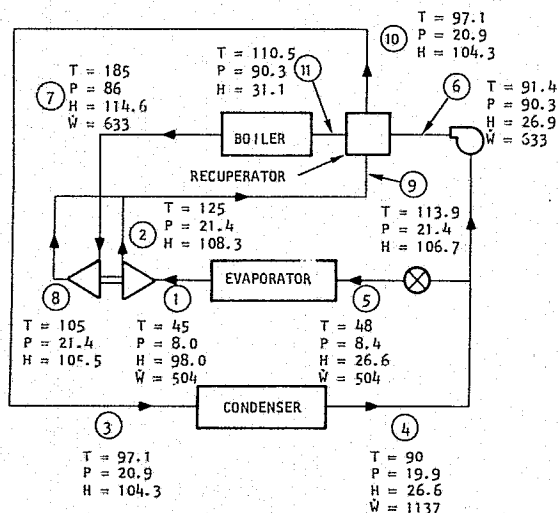 10
T = 97.1
P = 20.9
H = 104.3
7
T = 185
P = 86
H = 114.6
Ẇ = 633
T = 110.5
P = 90.3
H = 31.1
11
6
T = 91.4
P = 90.3
H = 26.9
Ẇ = 633
BOILER
RECUPERATOR
9
T = 113.9
P = 21.4
H = 106.7
2
T = 125
P = 21.4
H = 108.3
EVAPORATOR
8
T = 105
P = 21.4
H = 105.5
1
T = 45
P = 8.0
H = 98.0
Ẇ = 504
5
T = 48
P = 8.4
H = 26.6
Ẇ = 504
CONDENSER
3
T = 97.1
P = 20.9
H = 104.3
4
T = 90
P = 19.9
H = 26.6
Ẇ = 1137